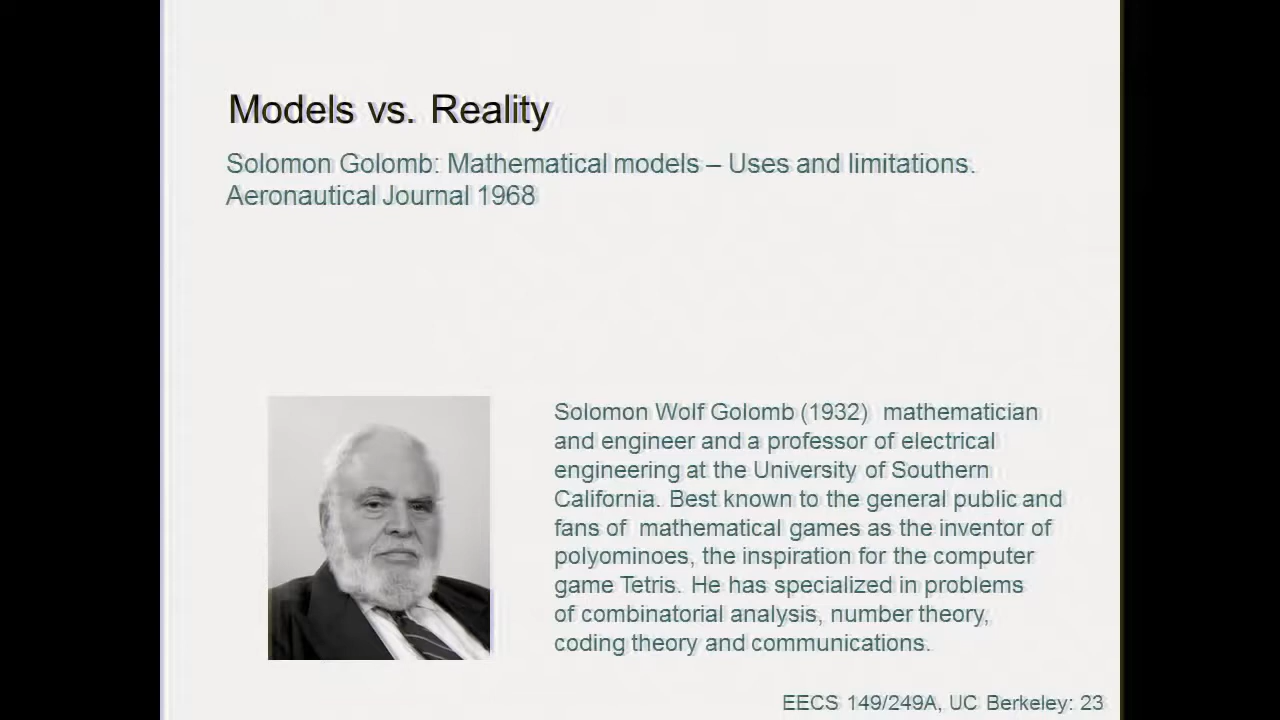 Models vs. Reality
Solomon Golomb: Mathematical models – Uses and limitations.
Aeronautical Journal 1968
Solomon Wolf Golomb (1932) mathematician
and engineer and a professor of electrical
engineering at the University of Southern
California. Best known to the general public and
fans of mathematical games as the inventor of
polyominoes, the inspiration for the computer
game Tetris. He has specialized in problems
of combinatorial analysis, number theory,
coding theory and communications.
EECS 149/249A, UC Berkeley: 23